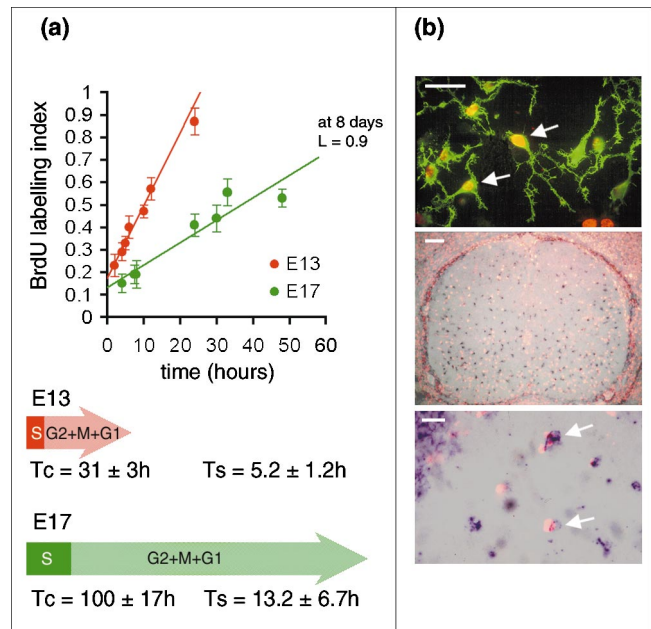 (a)
BrdU labelling index
1
0.9
0.8
0.7
0.6
0.5
0.4
0.3
0.2
0.1
0
0 10 20 30 40 50 60
time (hours)
at 8 days
L = 0.9
E13
E17
E13
S G2+M+G1
Tc = 31 ± 3h Ts = 5.2 ± 1.2h
E17
S G2+M+G1
Tc = 100 ± 17h Ts = 13.2 ± 6.7h
(b)